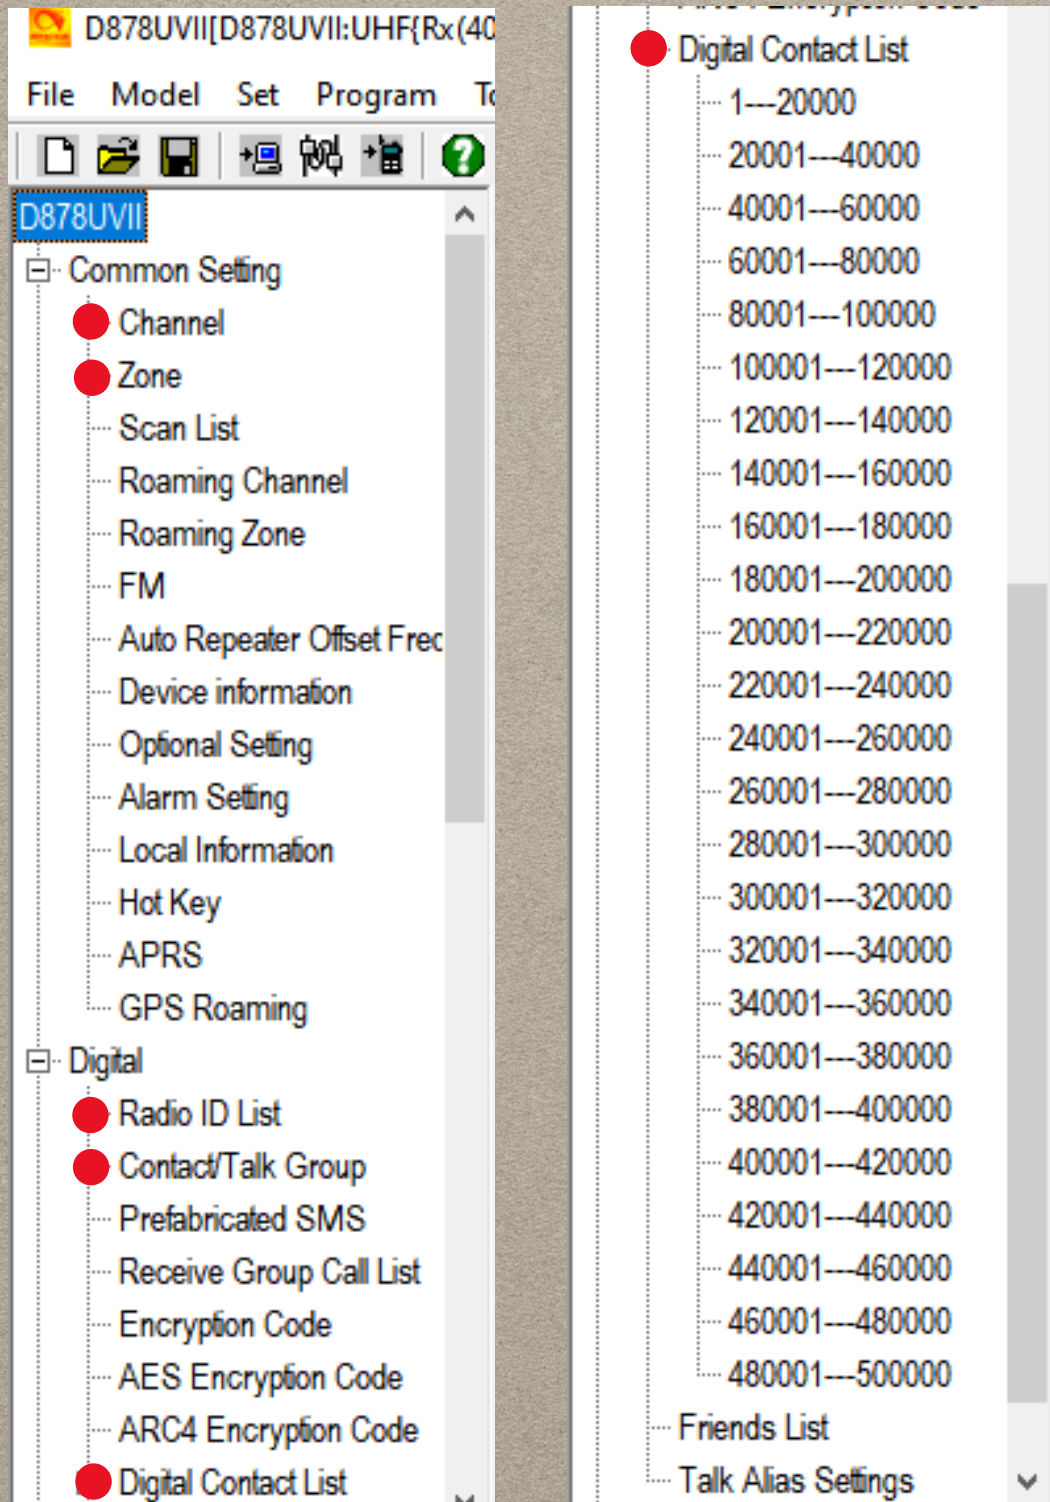 D878UVII[D878UVII:UHF{Rx(40
File Model Set Program
D878UVII
Common Setting
Channel
Zone
Scan List
Roaming Channel
Roaming Zone
FM
Auto Repeater Offset Frec
Device information
Optional Setting
Alarm Setting
Local Information
Hot Key
APRS
GPS Roaming
Digital
Radio ID List
Contact/Talk Group
Prefabricated SMS
Receive Group Call List
Encryption Code
AES Encryption Code
ARC4 Encryption Code
Digital Contact List
ARC4 Encryption Code
Digital Contact List
1---20000
20001---40000
40001---60000
60001---80000
80001---100000
100001---120000
120001---140000
140001---160000
160001---180000
180001---200000
200001---220000
220001---240000
240001---260000
260001---280000
280001---300000
300001---320000
320001---340000
340001---360000
360001---380000
380001---400000
400001---420000
420001---440000
440001---460000
460001---480000
480001---500000
Friends List
Talk Alias Settings